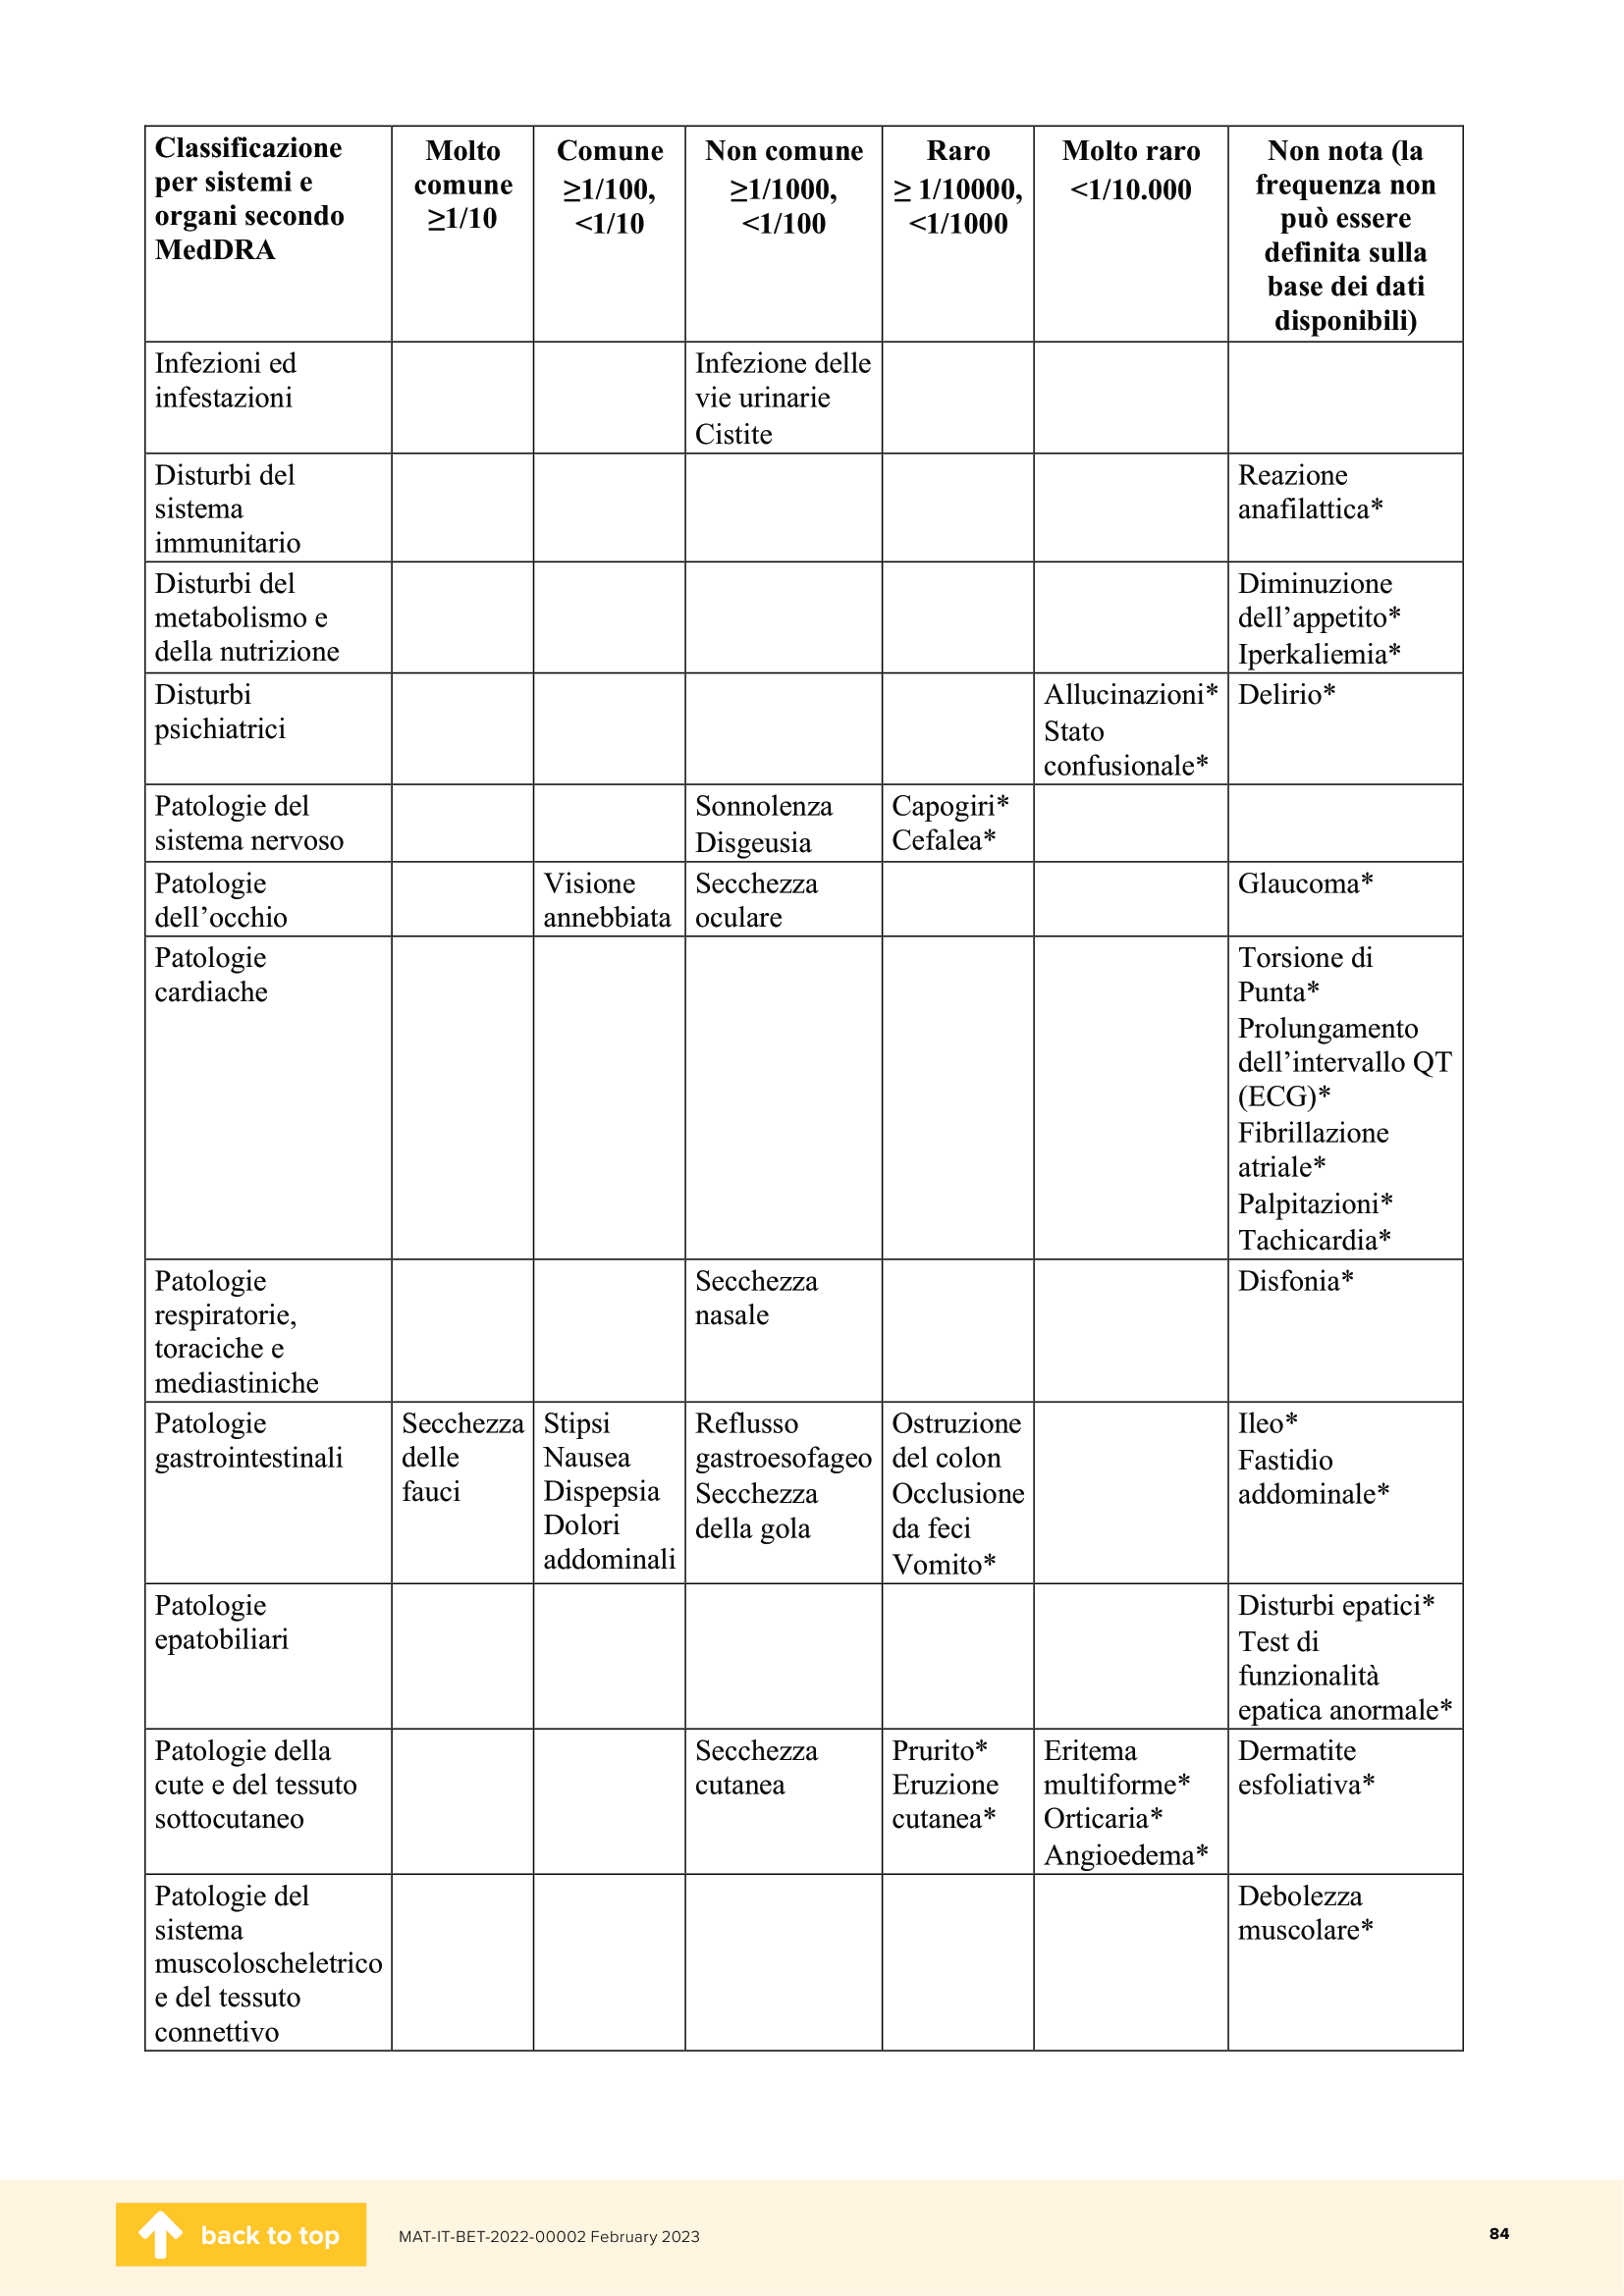 Classificazione
per sistemi e
organi secondo
MedDRA
Molto
comune
≥1/10
Comune
≥1/100,
<1/10
Non comune
≥1/1000,
<1/100
Raro
≥ 1/10000,
<1/1000
Molto raro
<1/10.000
Non nota (la
frequenza non
può essere
definita sulla
base dei dati
disponibili)
Infezioni ed
infestazioni
Infezione delle
vie urinarie
Cistite
Disturbi del
sistema
immunitario
Reazione
anafilattica*
Disturbi del
metabolismo e
della nutrizione
Diminuzione
dell’appetito*
Iperkaliemia*
Disturbi
psichiatrici
Allucinazioni*
Stato
confusionale*
Delirio*
Patologie del
sistema nervoso
Sonnolenza
Disgeusia
Capogiri*
Cefalea*
Patologie
dell’occhio
Visione
annebbiata
Secchezza
oculare
Glaucoma*
Patologie
cardiache
Torsione di
Punta*
Prolungamento
dell’intervallo QT
(ECG)*
Fibrillazione
atriale*
Palpitazioni*
Tachicardia*
Patologie
respiratorie,
toraciche e
mediastiniche
Secchezza
nasale
Disfonia*
Patologie
gastrointestinali
Secchezza
delle
fauci
Stipsi
Nausea
Dispepsia
Dolori
addominali
Reflusso
gastroesofageo
Secchezza
della gola
Ostruzione
del colon
Occlusione
da feci
Vomito*
Ileo*
Fastidio
addominale*
Patologie
epatobiliari
Disturbi epatici*
Test di
funzionalità
epatica anormale*
Patologie della
cute e del tessuto
sottocutaneo
Secchezza
cutanea
Prurito*
Eruzione
cutanea*
Eritema
multiforme*
Orticaria*
Angioedema*
Dermatite
esfoliativa*
Patologie del
sistema
muscoloscheletrico
e del tessuto
connettivo
Debolezza
muscolare*
back to top
MAT-IT-BET-2022-00002 February 2023
84